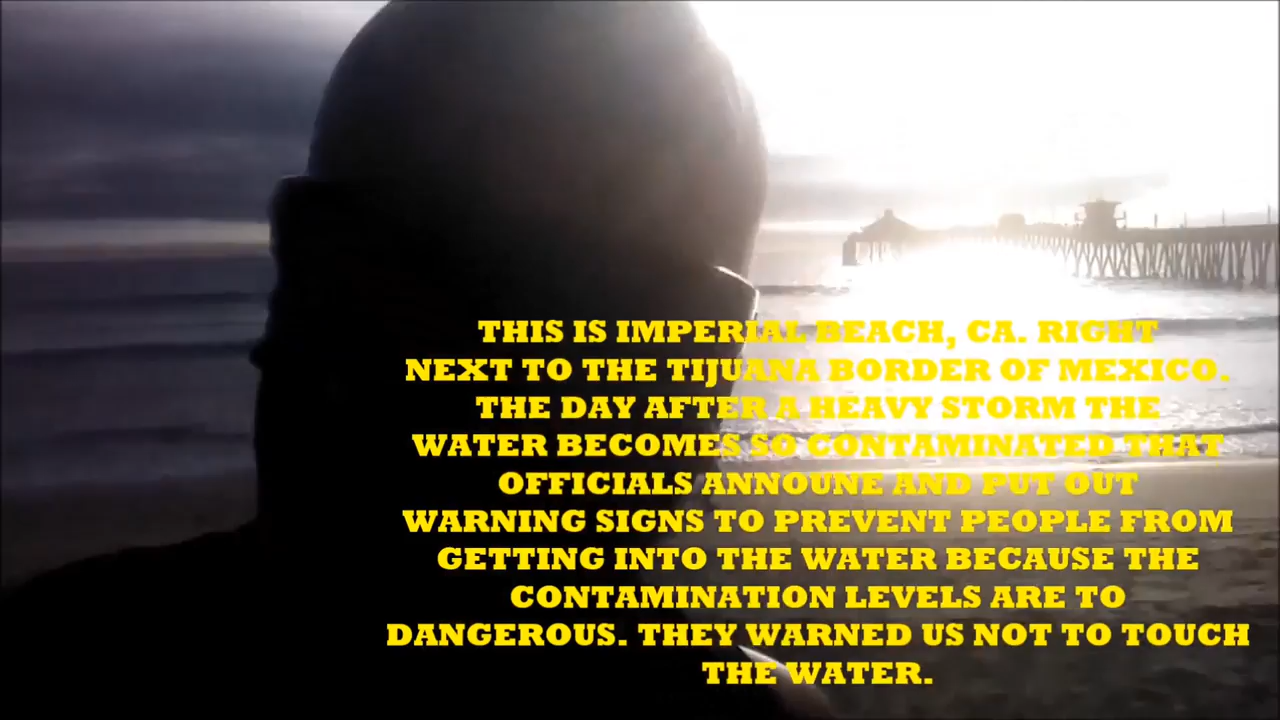 THIS IS IMPERIAL BEACH, CA. RIGHT
NEXT TO THE TIJUANA BORDER OF MEXICO.
THE DAY AFTER A HEAVY STORM THE
WATER BECOMES SO CONTAMINATED THAT
OFFICIALS ANNOUNE AND PUT OUT
WARNING SIGNS TO PREVENT PEOPLE FROM
GETTING INTO THE WATER BECAUSE THE
CONTAMINATION LEVELS ARE TO
DANGEROUS. THEY WARNED US NOT TO TOUCH
THE WATER.